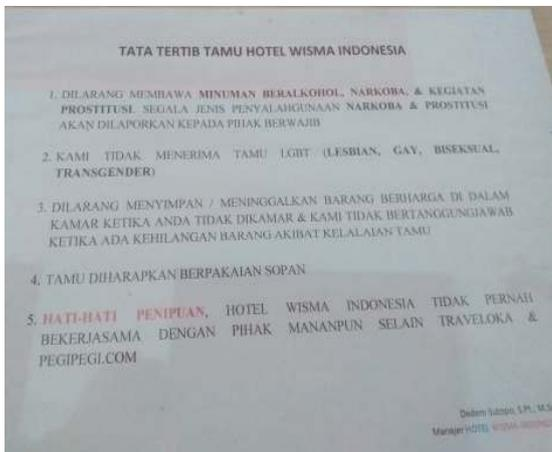 TATA TERTIB TAMU HOTEL WISMA INDONESIA
1. DILARANG MEMBAWA MINUMAN BERALKOHOL, NARKOBA, & KEGIATAN
PROSTITUSI. SEGALA JENIS PENYALAHGUNAAN NARKOBA & PROSTITUSI
AKAN DILAPORKAN KEPADA PIHAK BERWAJIB
2. KAMI TIDAK MENERIMA TAMU LGBT (LESBIAN, GAY, BISEKSUAL,
TRANSGENDER)
3. DILARANG MENYIMPAN / MENINGGALKAN BARANG BERHARGA DI DALAM
KAMAR KETIKA ANDA TIDAK DIKAMAR & KAMI TIDAK BERTANGGUNGJAWAB
KETIKA ADA KEHILANGAN BARANG AKIBAT KELALAIAN TAMU
4. TAMU DIHARAPKAN BERPAKAIAN SOPAN
5. HATI-HATI PENIPUAN, HOTEL WISMA INDONESIA TIDAK PERNAH
BEKERJASAMA DENGAN PIHAK MANANPUN SELAIN TRAVELOKA &
PEGIPEGI.COM
Sutopo, S.Pt., M.S
Manajer HOTEL WISMA